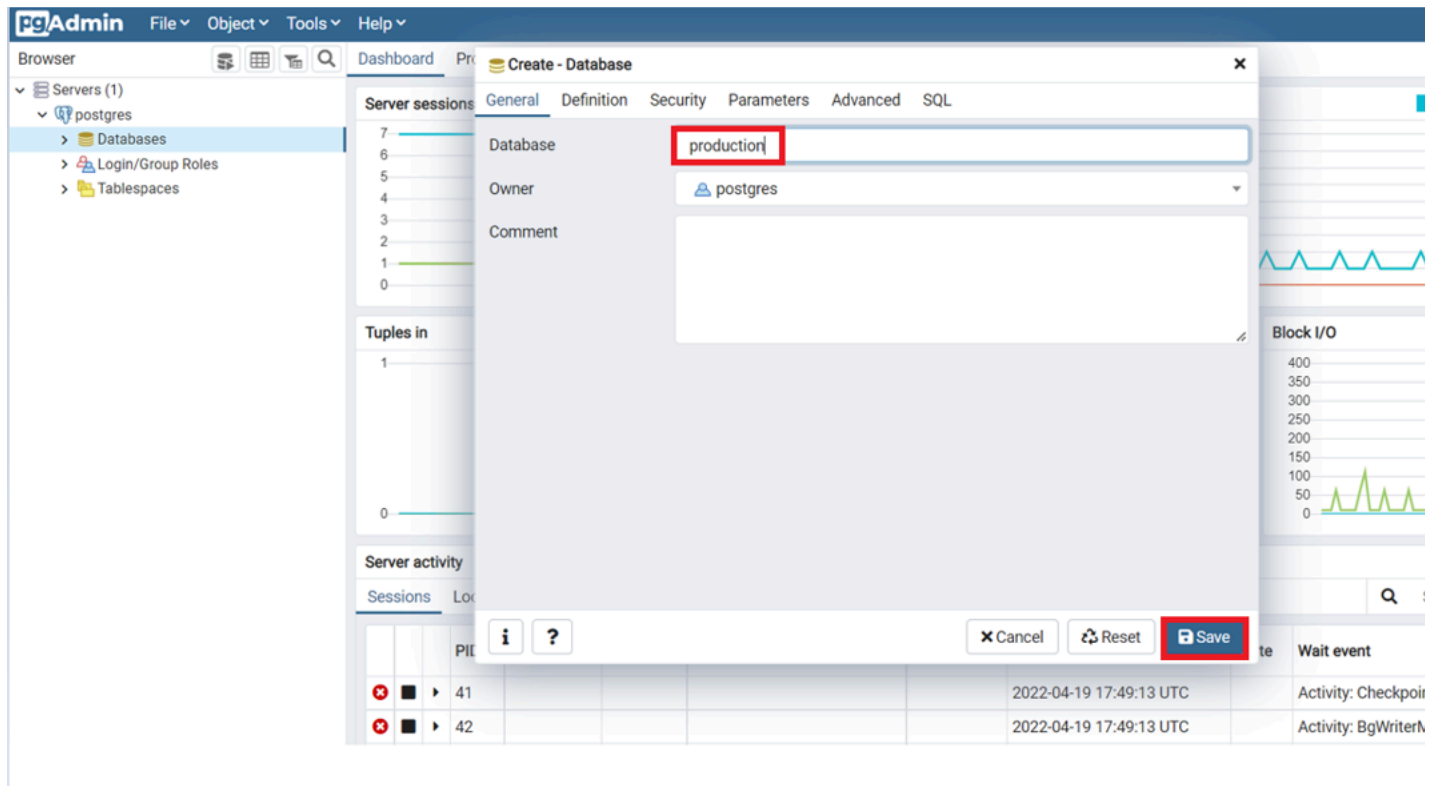 pgAdmin File Object Tools Help
Browser
Servers (1)
postgres
Databases
Login/Group Roles
Tablespaces
Dashboard
Server sessions
7
6
5
4
3
2
1
0
Tuples in
1
0
Create - Database
General Definition Security Parameters Advanced SQL
Database production
Owner postgres
Comment
i ? Cancel Reset Save
Block I/O
400
350
300
250
200
150
100
50
0
Server activity
Sessions
Wait event
41 2022-04-19 17:49:13 UTC Activity:
42 2022-04-19 17:49:13 UTC Activity: